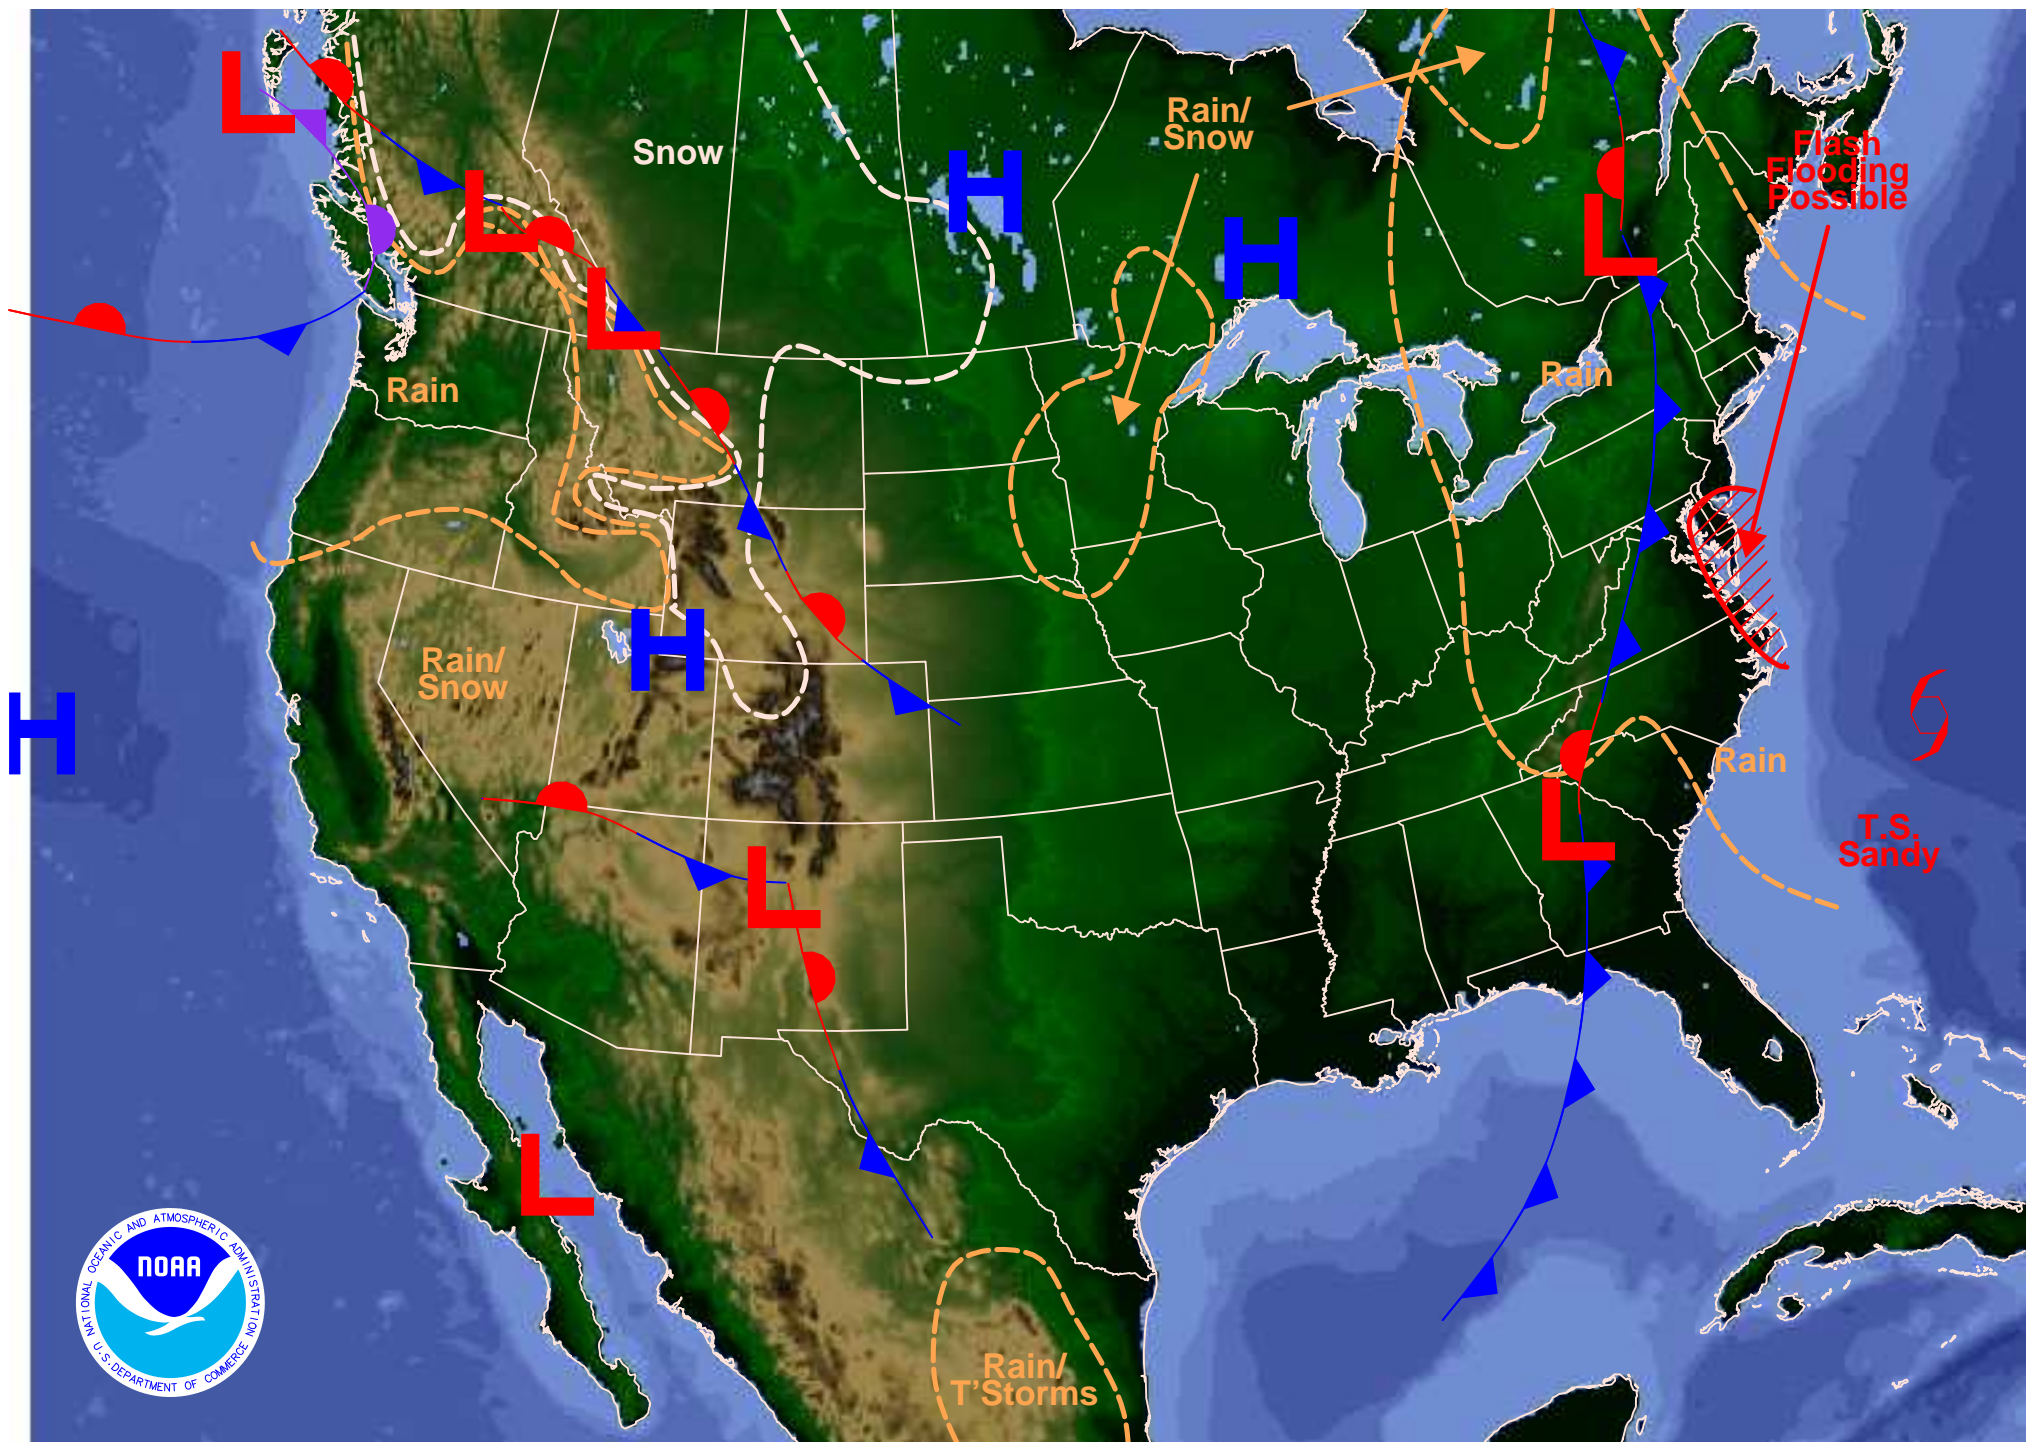 L
Rain/
Snow
Flash
Flooding
Possible
Snow
H
L
L
H
L
L
Rain
Rain
H
Rain/
Snow
H
Rain
L
T.S.
Sandy
L
L
NATIONAL OCEANIC AND ATMOSPHERIC ADMINISTRATION
NOAA
U.S. DEPARTMENT OF COMMERCE
Rain/
T'Storms